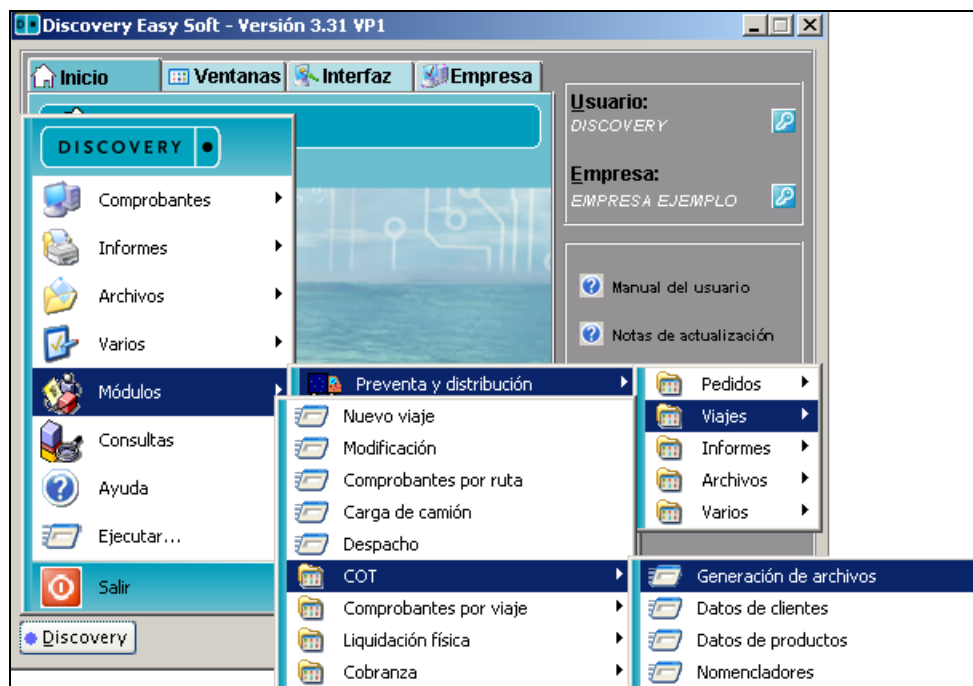 Discovery Easy Soft - Versión 3.31 VP1
Inicio
Ventanas
Interfaz
Empresa
Usuario:
DISCOVERY
Empresa:
EMPRESA EJEMPLO
Manual del usuario
Notas de actualización
DISCOVERY
Comprobantes
Informes
Archivos
Varios
Módulos
Consultas
Ayuda
Ejecutar...
Salir
Discovery
Preventa y distribución
Pedidos
Viajes
Informes
Archivos
Varios
Nuevo viaje
Modificación
Comprobantes por ruta
Carga de camión
Despacho
COT
Comprobantes por viaje
Liquidación física
Cobranza
Generación de archivos
Datos de clientes
Datos de productos
Nomencladores